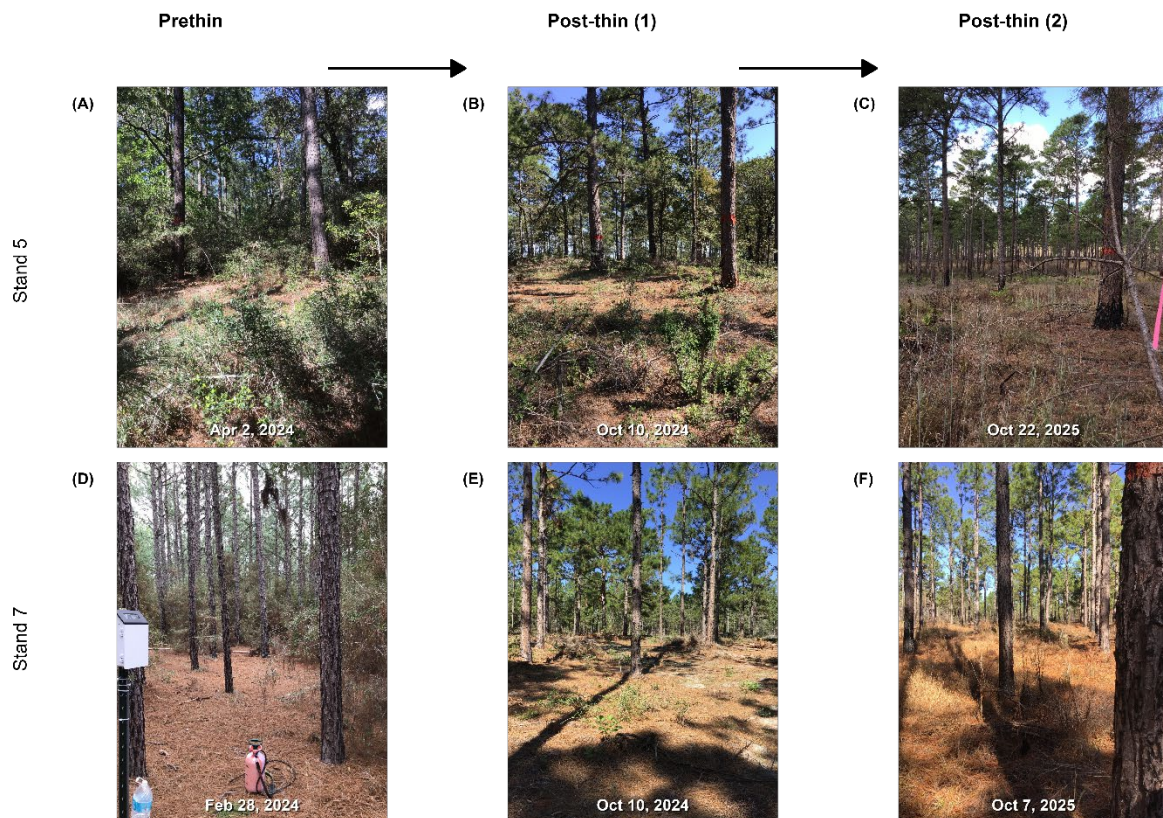 Prethin
Post-thin (1)
Post-thin (2)
Stand 5
(A)
(B)
(C)
Apr 2, 2024
Oct 10, 2024
Oct 22, 2025
Stand 7
(D)
(E)
(F)
Feb 28, 2024
Oct 10, 2024
Oct 7, 2025